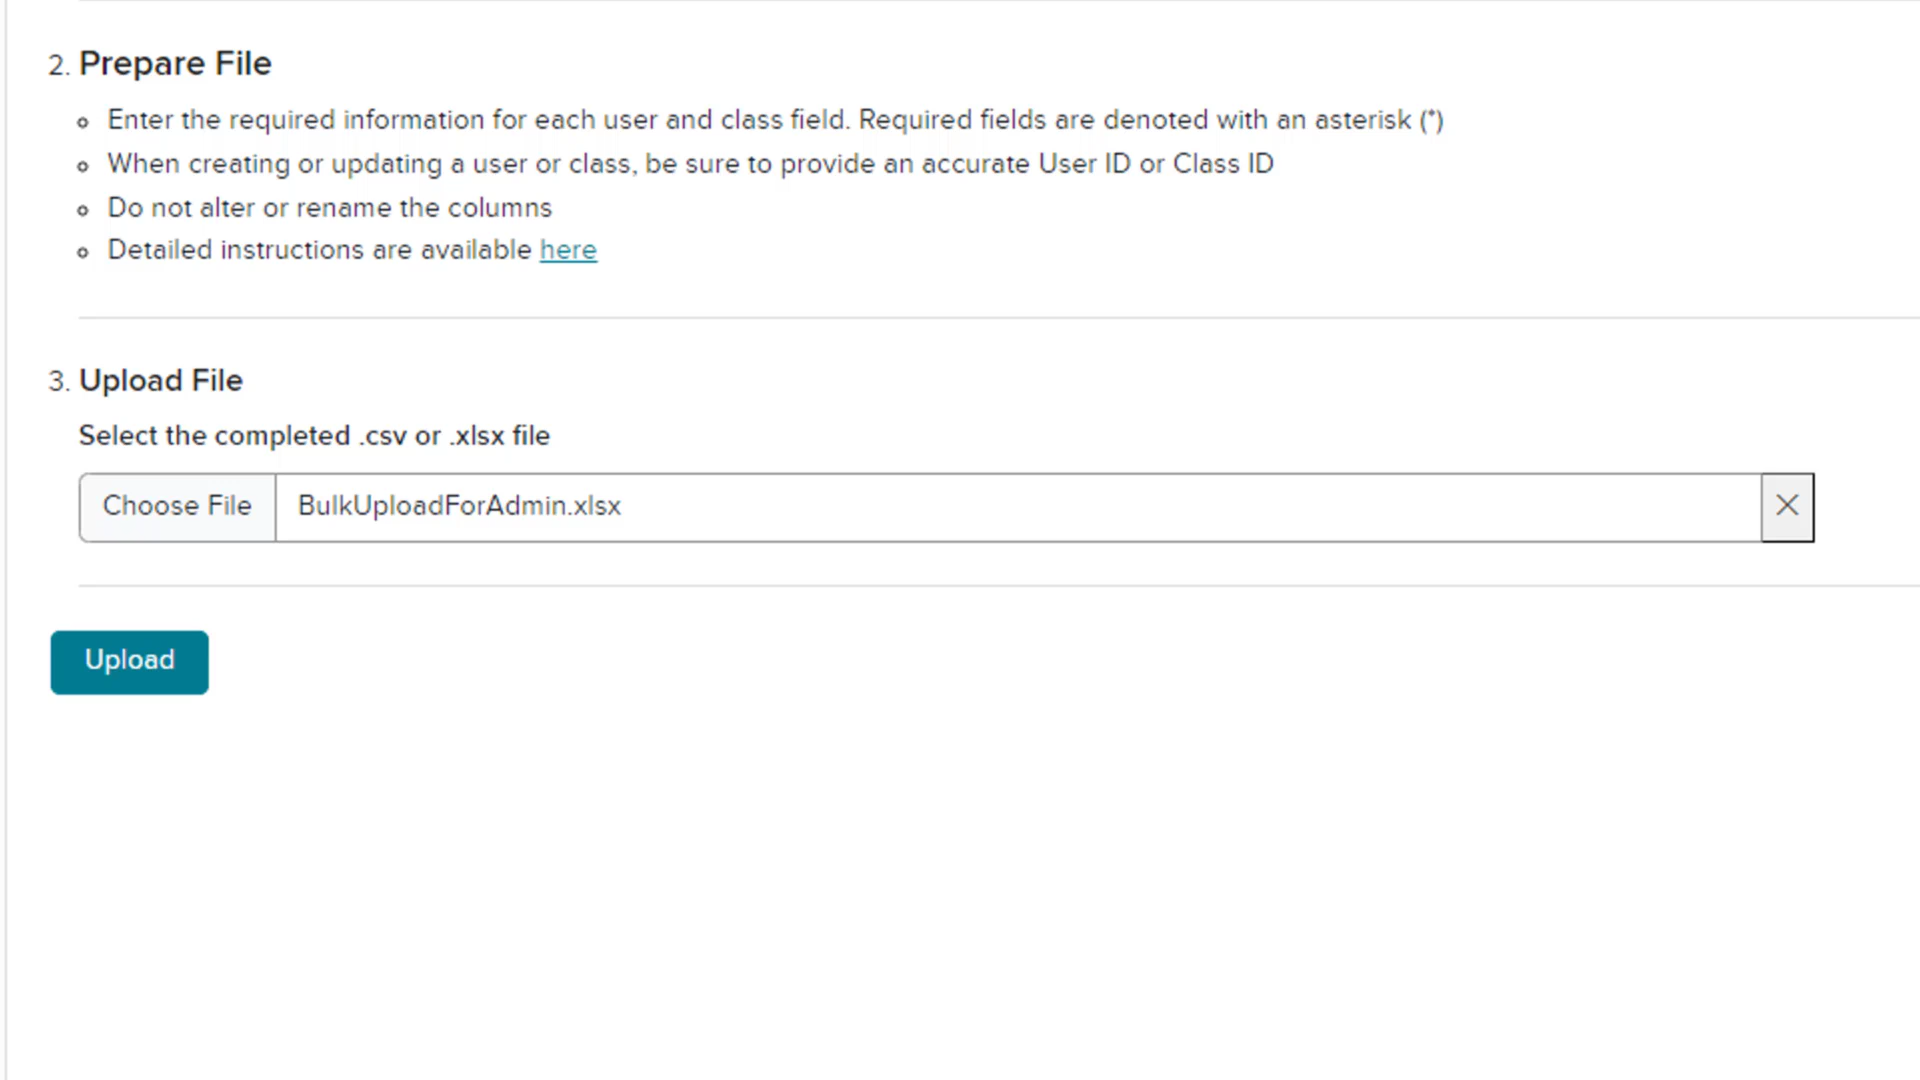 2. Prepare File
Enter the required information for each user and class field. Required fields are denoted with an asterisk (*)
When creating or updating a user or class, be sure to provide an accurate User ID or Class ID
Do not alter or rename the columns
Detailed instructions are available here
3. Upload File
Select the completed .csv or .xlsx file
Choose File BulkUploadForAdmin.xlsx
Upload